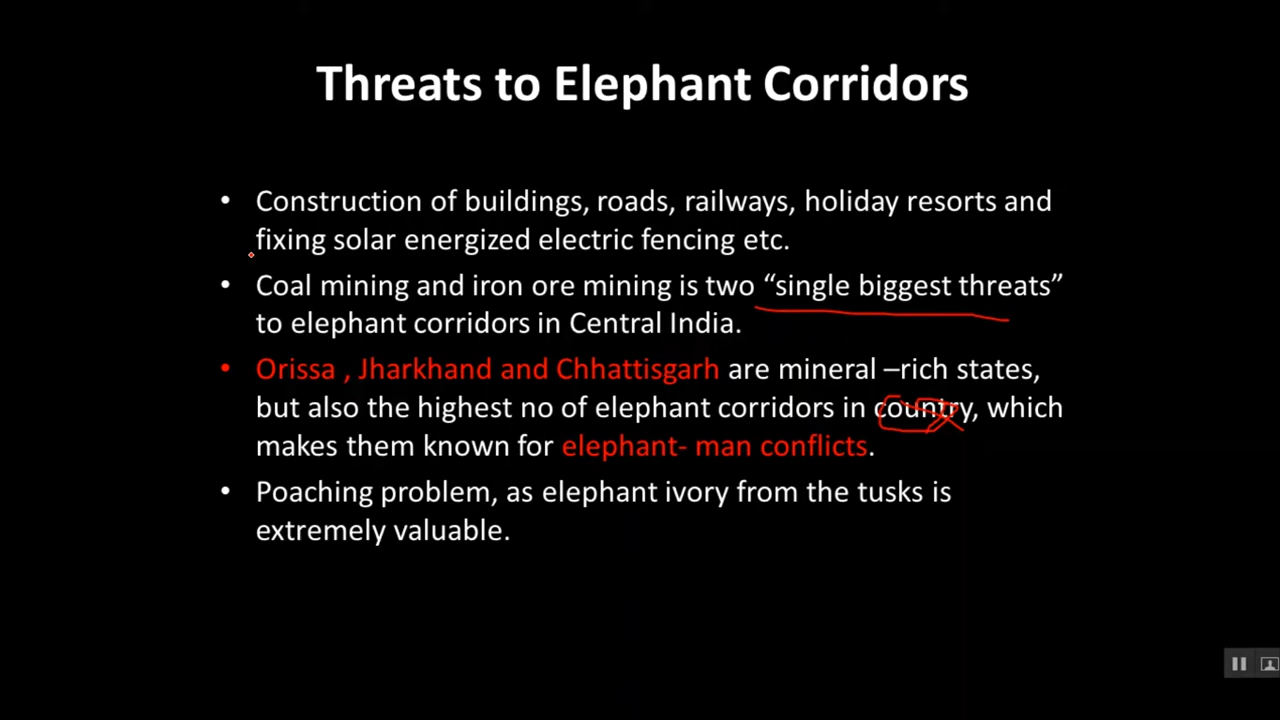 Threats to Elephant Corridors
• Construction of buildings, roads, railways, holiday resorts and
fixing solar energized electric fencing etc.
• Coal mining and iron ore mining is two “single biggest threats”
to elephant corridors in Central India.
• Orissa , Jharkhand and Chhattisgarh are mineral –rich states,
but also the highest no of elephant corridors in country, which
makes them known for elephant- man conflicts.
• Poaching problem, as elephant ivory from the tusks is
extremely valuable.